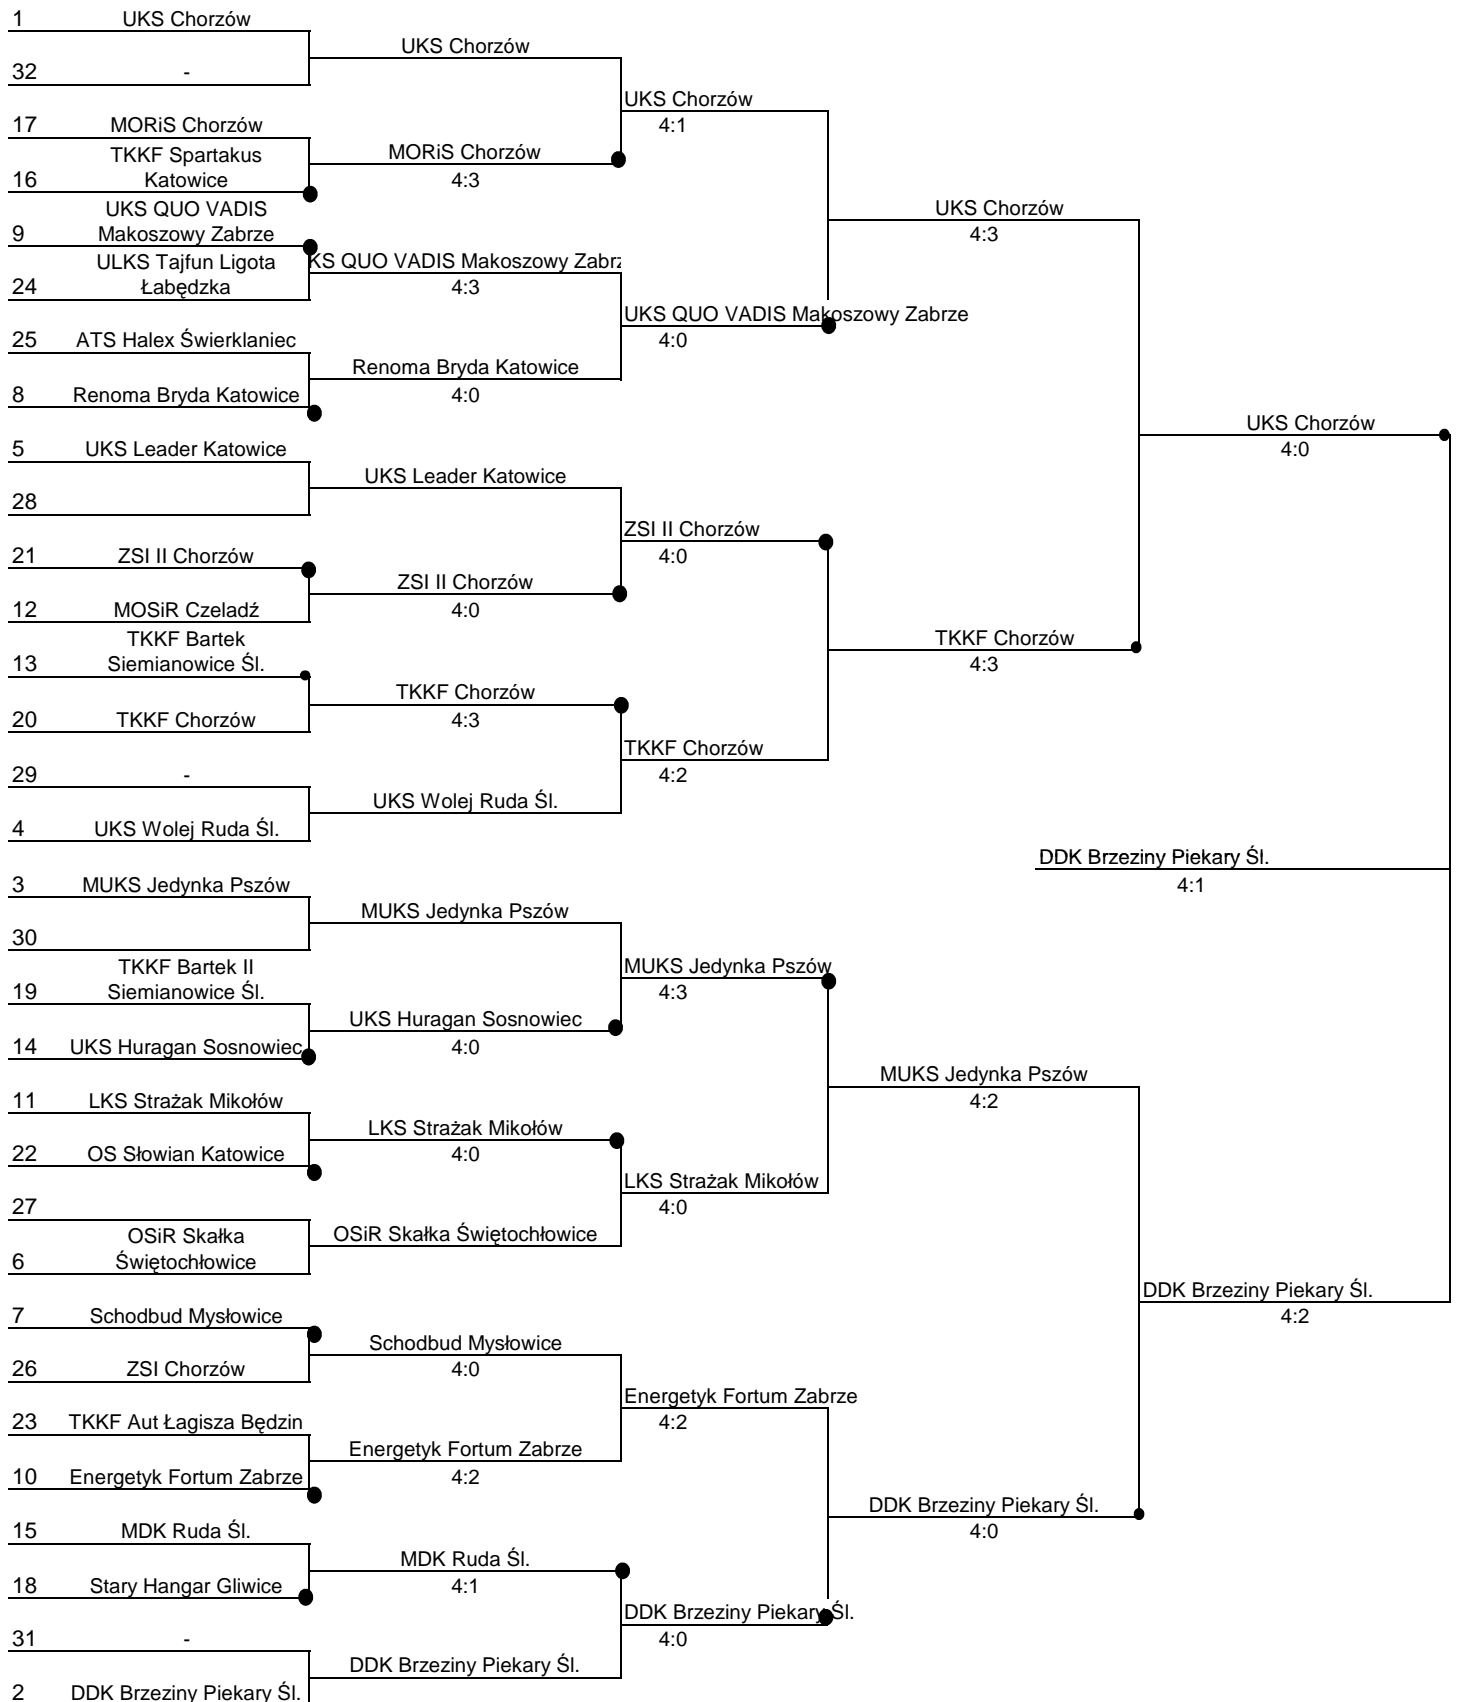 1 UKS Chorzów
UKS Chorzów
32 -
UKS Chorzów
4:1
17 MORiS Chorzów
MORiS Chorzów
4:3
TKKF Spartakus
16 Katowice
UKS Chorzów
4:3
UKS QUO VADIS
9 Makoszowy Zabrze
KS QUO VADIS Makoszowy Zabrz
4:3
ULKS Tajfun Ligota
24 Łabędzka
UKS QUO VADIS Makoszowy Zabrze
4:0
25 ATS Halex Świerklaniec
Renoma Bryda Katowice
4:0
8 Renoma Bryda Katowice
UKS Chorzów
4:0
5 UKS Leader Katowice
UKS Leader Katowice
28
ZSI II Chorzów
4:0
21 ZSI II Chorzów
ZSI II Chorzów
4:0
12 MOSiR Czeladź
TKKF Chorzów
4:3
TKKF Bartek
13 Siemianowice Śl.
TKKF Chorzów
4:3
20 TKKF Chorzów
TKKF Chorzów
4:2
29 -
UKS Wolej Ruda Śl.
4 UKS Wolej Ruda Śl.
DDK Brzeziny Piekary Śl.
4:1
3 MUKS Jedynka Pszów
MUKS Jedynka Pszów
30
MUKS Jedynka Pszów
4:3
TKKF Bartek II
19 Siemianowice Śl.
UKS Huragan Sosnowiec
4:0
14 UKS Huragan Sosnowiec
MUKS Jedynka Pszów
4:2
11 LKS Strażak Mikołów
LKS Strażak Mikołów
4:0
22 OS Słowian Katowice
LKS Strażak Mikołów
4:0
27
OSiR Skałka Świętochłowice
OSiR Skałka
6 Świętochłowice
DDK Brzeziny Piekary Śl.
4:2
7 Schodbud Mysłowice
Schodbud Mysłowice
4:0
26 ZSI Chorzów
Energetyk Fortum Zabrze
4:2
23 TKKF Aut Łagisza Będzin
Energetyk Fortum Zabrze
4:2
10 Energetyk Fortum Zabrze
DDK Brzeziny Piekary Śl.
4:0
15 MDK Ruda Śl.
MDK Ruda Śl.
4:1
18 Stary Hangar Gliwice
DDK Brzeziny Piekary Śl.
4:0
31 -
DDK Brzeziny Piekary Śl.
2 DDK Brzeziny Piekary Śl.